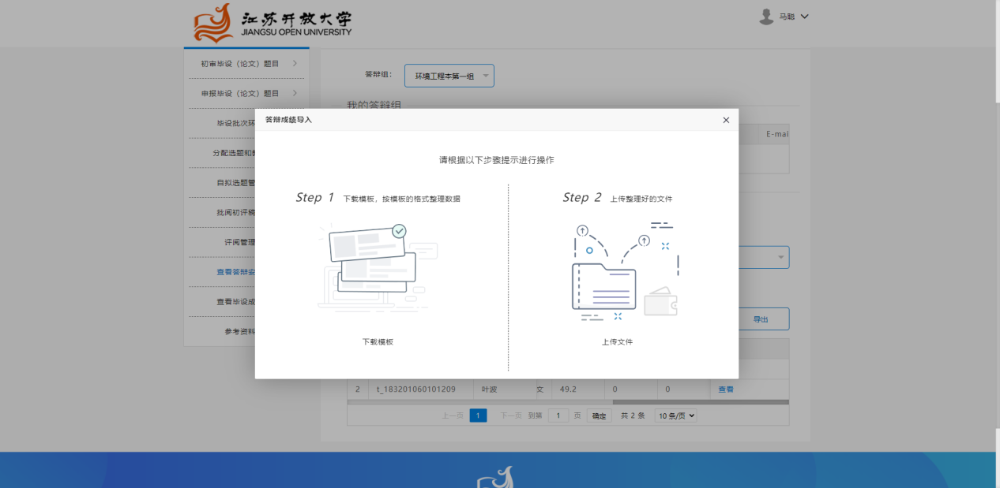 江苏开放大学
JIANGSU OPEN UNIVERSITY
马聪
初审毕设（论文）题目
申报毕设（论文）题目
毕设批次环
分配选题和
自拟选题管
批阅初评稿
评阅管理
查看答辩安
查看毕设成
参考资料
答辩组：
环境工程本第一组
我的答辩组
E-mai
答辩成绩导入
请根据以下步骤提示进行操作
Step 1 下载模板，按模板的格式整理数据
Step 2 上传整理好的文件
下载模板
上传文件
导出
2 t_183201060101209 叶波 文 49.2 0 0 查看
上一页 1 下一页 到第 1 页 确定 共 2 条 10 条/页